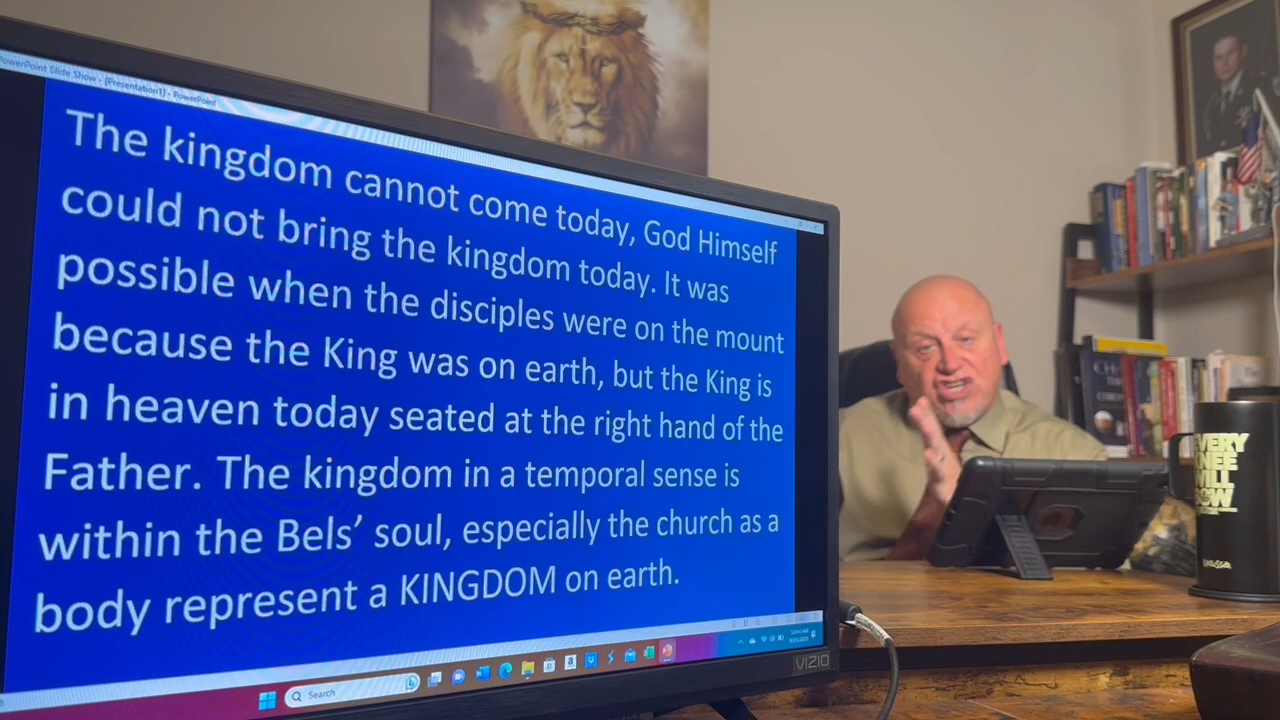 PowerPoint Slide Show - [Presentation1] - PowerPoint
The kingdom cannot come today, God Himself
could not bring the kingdom today. It was
possible when the disciples were on the mount
because the King was on earth, but the King is
in heaven today seated at the right hand of the
Father. The kingdom in a temporal sense is
within the Bels’ soul, especially the church as a
body represent a KINGDOM on earth.
Search
VIZIO
EVERY
KNEE
WILL
BOW